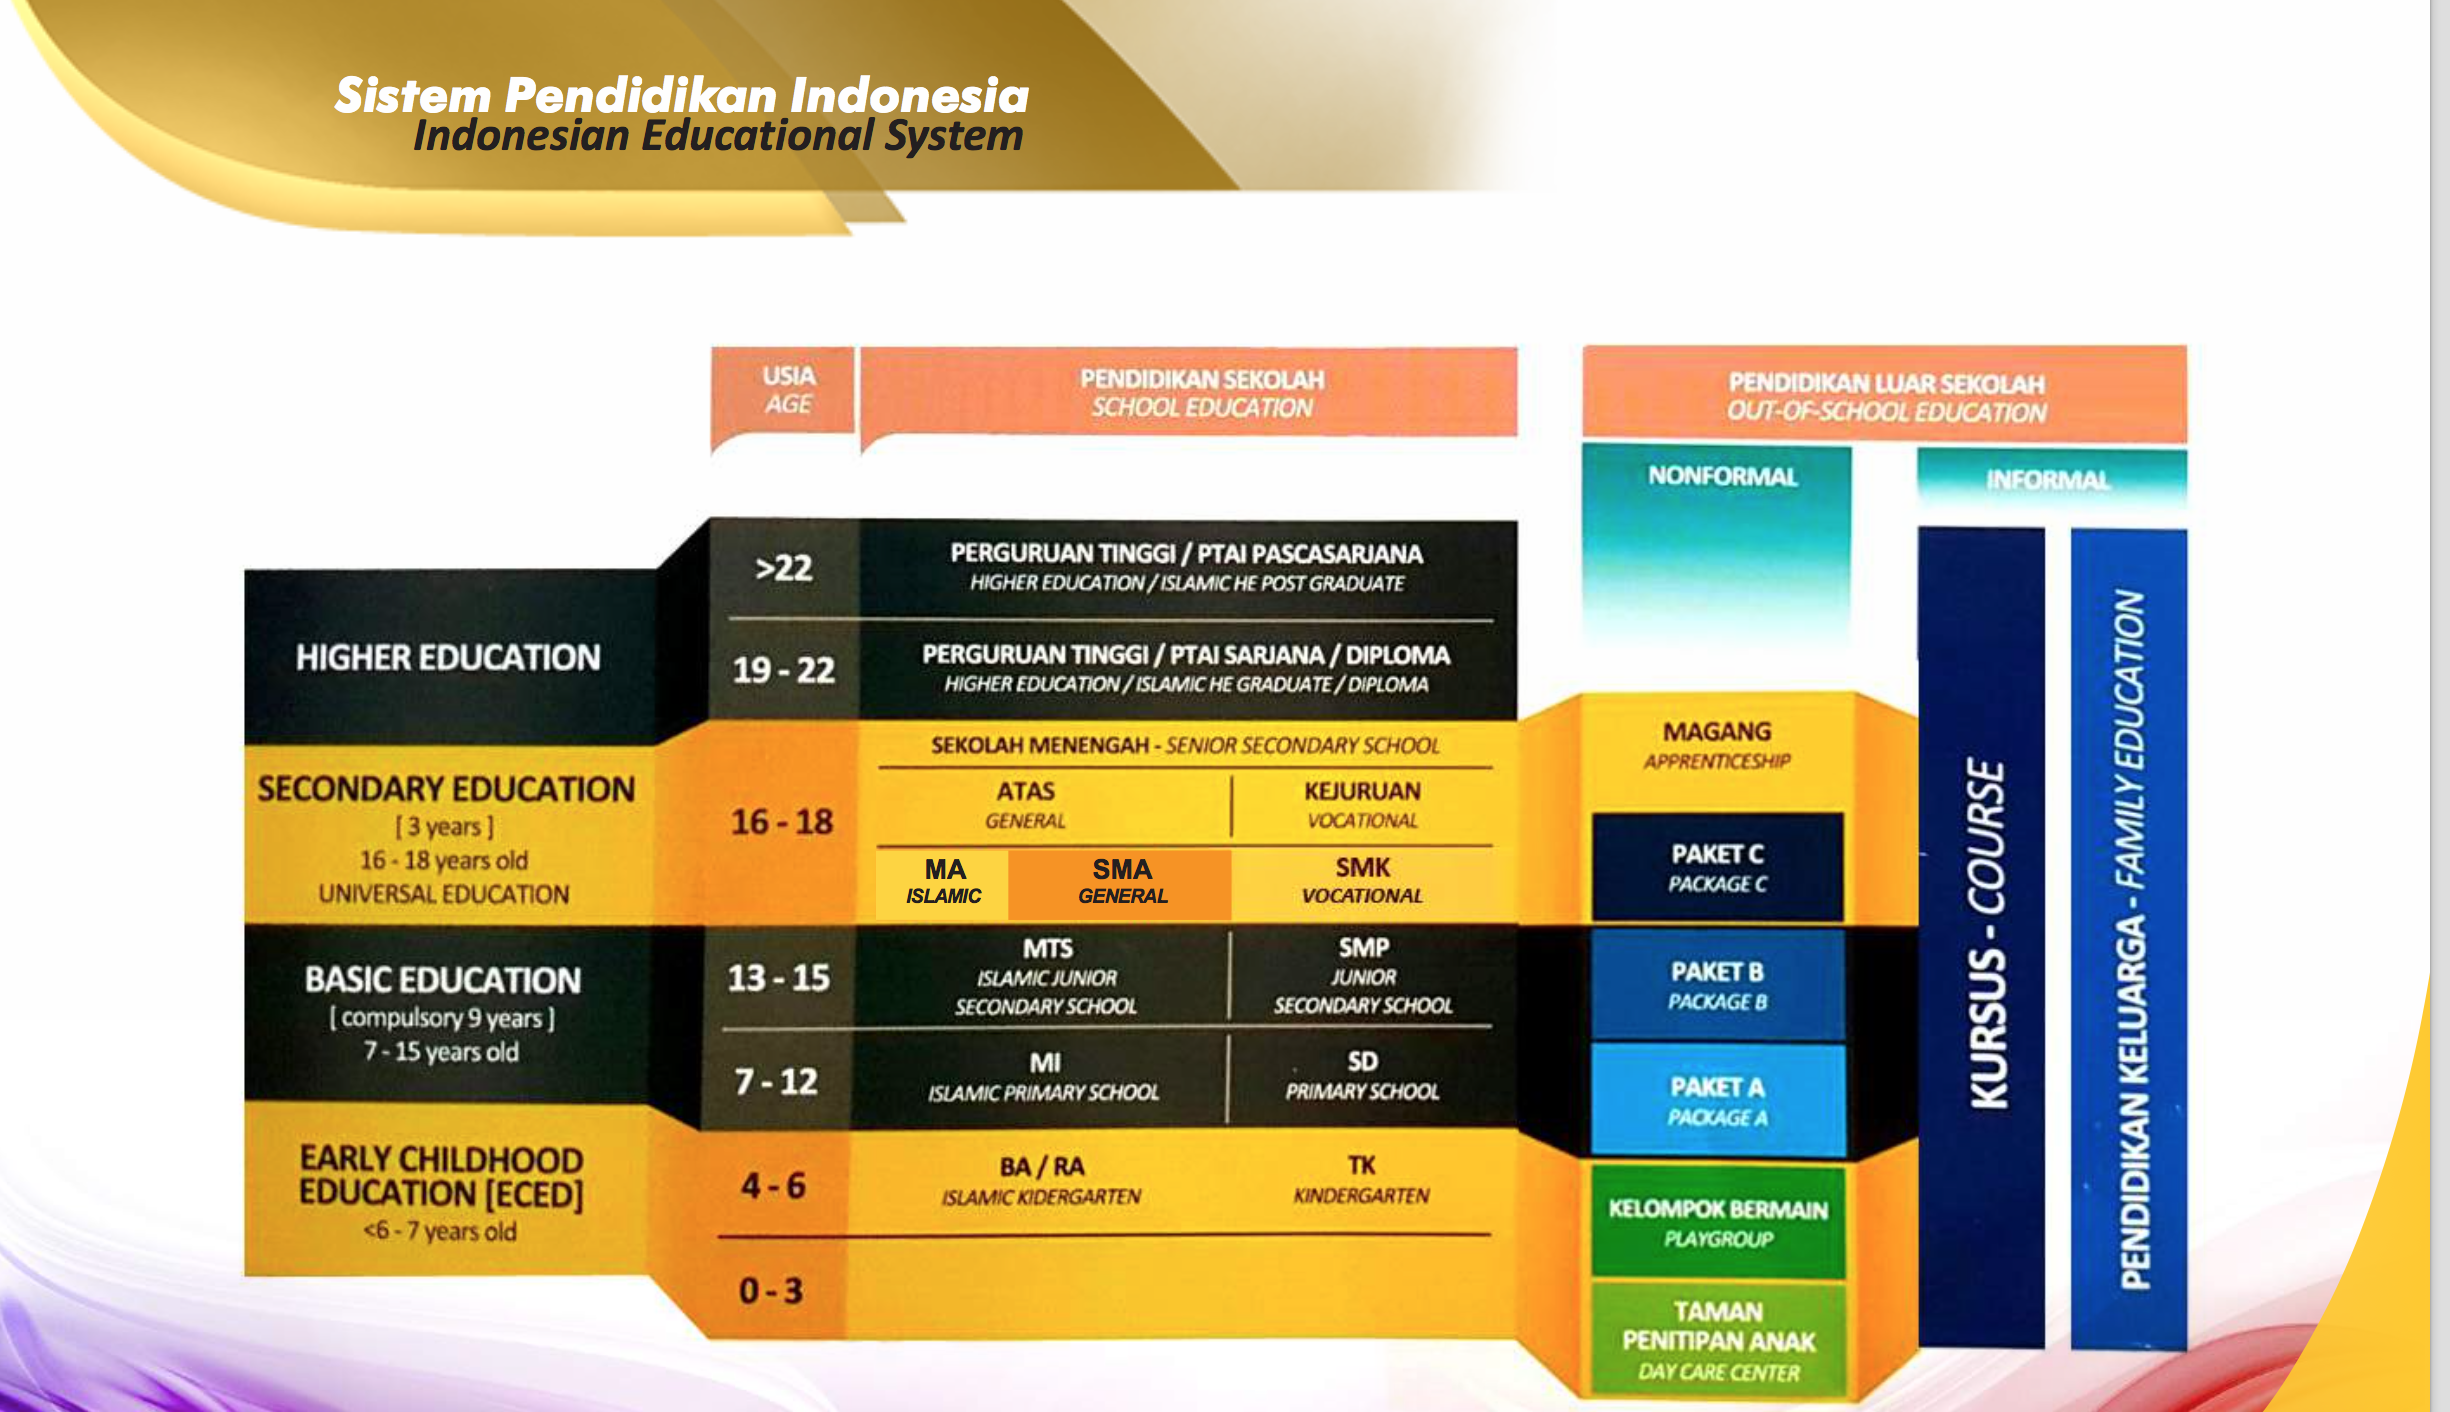 Sistem Pendidikan Indonesia
Indonesian Educational System
USIA
AGE
PENDIDIKAN SEKOLAH
SCHOOL EDUCATION
PENDIDIKAN LUAR SEKOLAH
OUT-OF-SCHOOL EDUCATION
NONFORMAL
INFORMAL
HIGHER EDUCATION
>22
PERGURUAN TINGGI / PTAI PASCASARJANA
HIGHER EDUCATION / ISLAMIC HE POST GRADUATE
19 - 22
PERGURUAN TINGGI / PTAI SARJANA / DIPLOMA
HIGHER EDUCATION / ISLAMIC HE GRADUATE / DIPLOMA
SECONDARY EDUCATION
[ 3 years ]
16 - 18 years old
UNIVERSAL EDUCATION
16 - 18
SEKOLAH MENENGAH - SENIOR SECONDARY SCHOOL
ATAS
GENERAL
KEJURUAN
VOCATIONAL
MA
ISLAMIC
SMA
GENERAL
SMK
VOCATIONAL
MAGANG
APPRENTICESHIP
PAKET C
PACKAGE C
BASIC EDUCATION
[ compulsory 9 years ]
7 - 15 years old
13 - 15
MTS
ISLAMIC JUNIOR
SECONDARY SCHOOL
SMP
JUNIOR
SECONDARY SCHOOL
PAKET B
PACKAGE B
7 - 12
MI
ISLAMIC PRIMARY SCHOOL
SD
PRIMARY SCHOOL
PAKET A
PACKAGE A
EARLY CHILDHOOD
EDUCATION [ECED]
<6 - 7 years old
4 - 6
BA / RA
ISLAMIC KIDERGARTEN
TK
KINDERGARTEN
KELOMPOK BERMAIN
PLAYGROUP
0 - 3
TAMAN
PENITIPAN ANAK
DAY CARE CENTER
KURSUS - COURSE
PENDIDIKAN KELUARGA - FAMILY EDUCATION